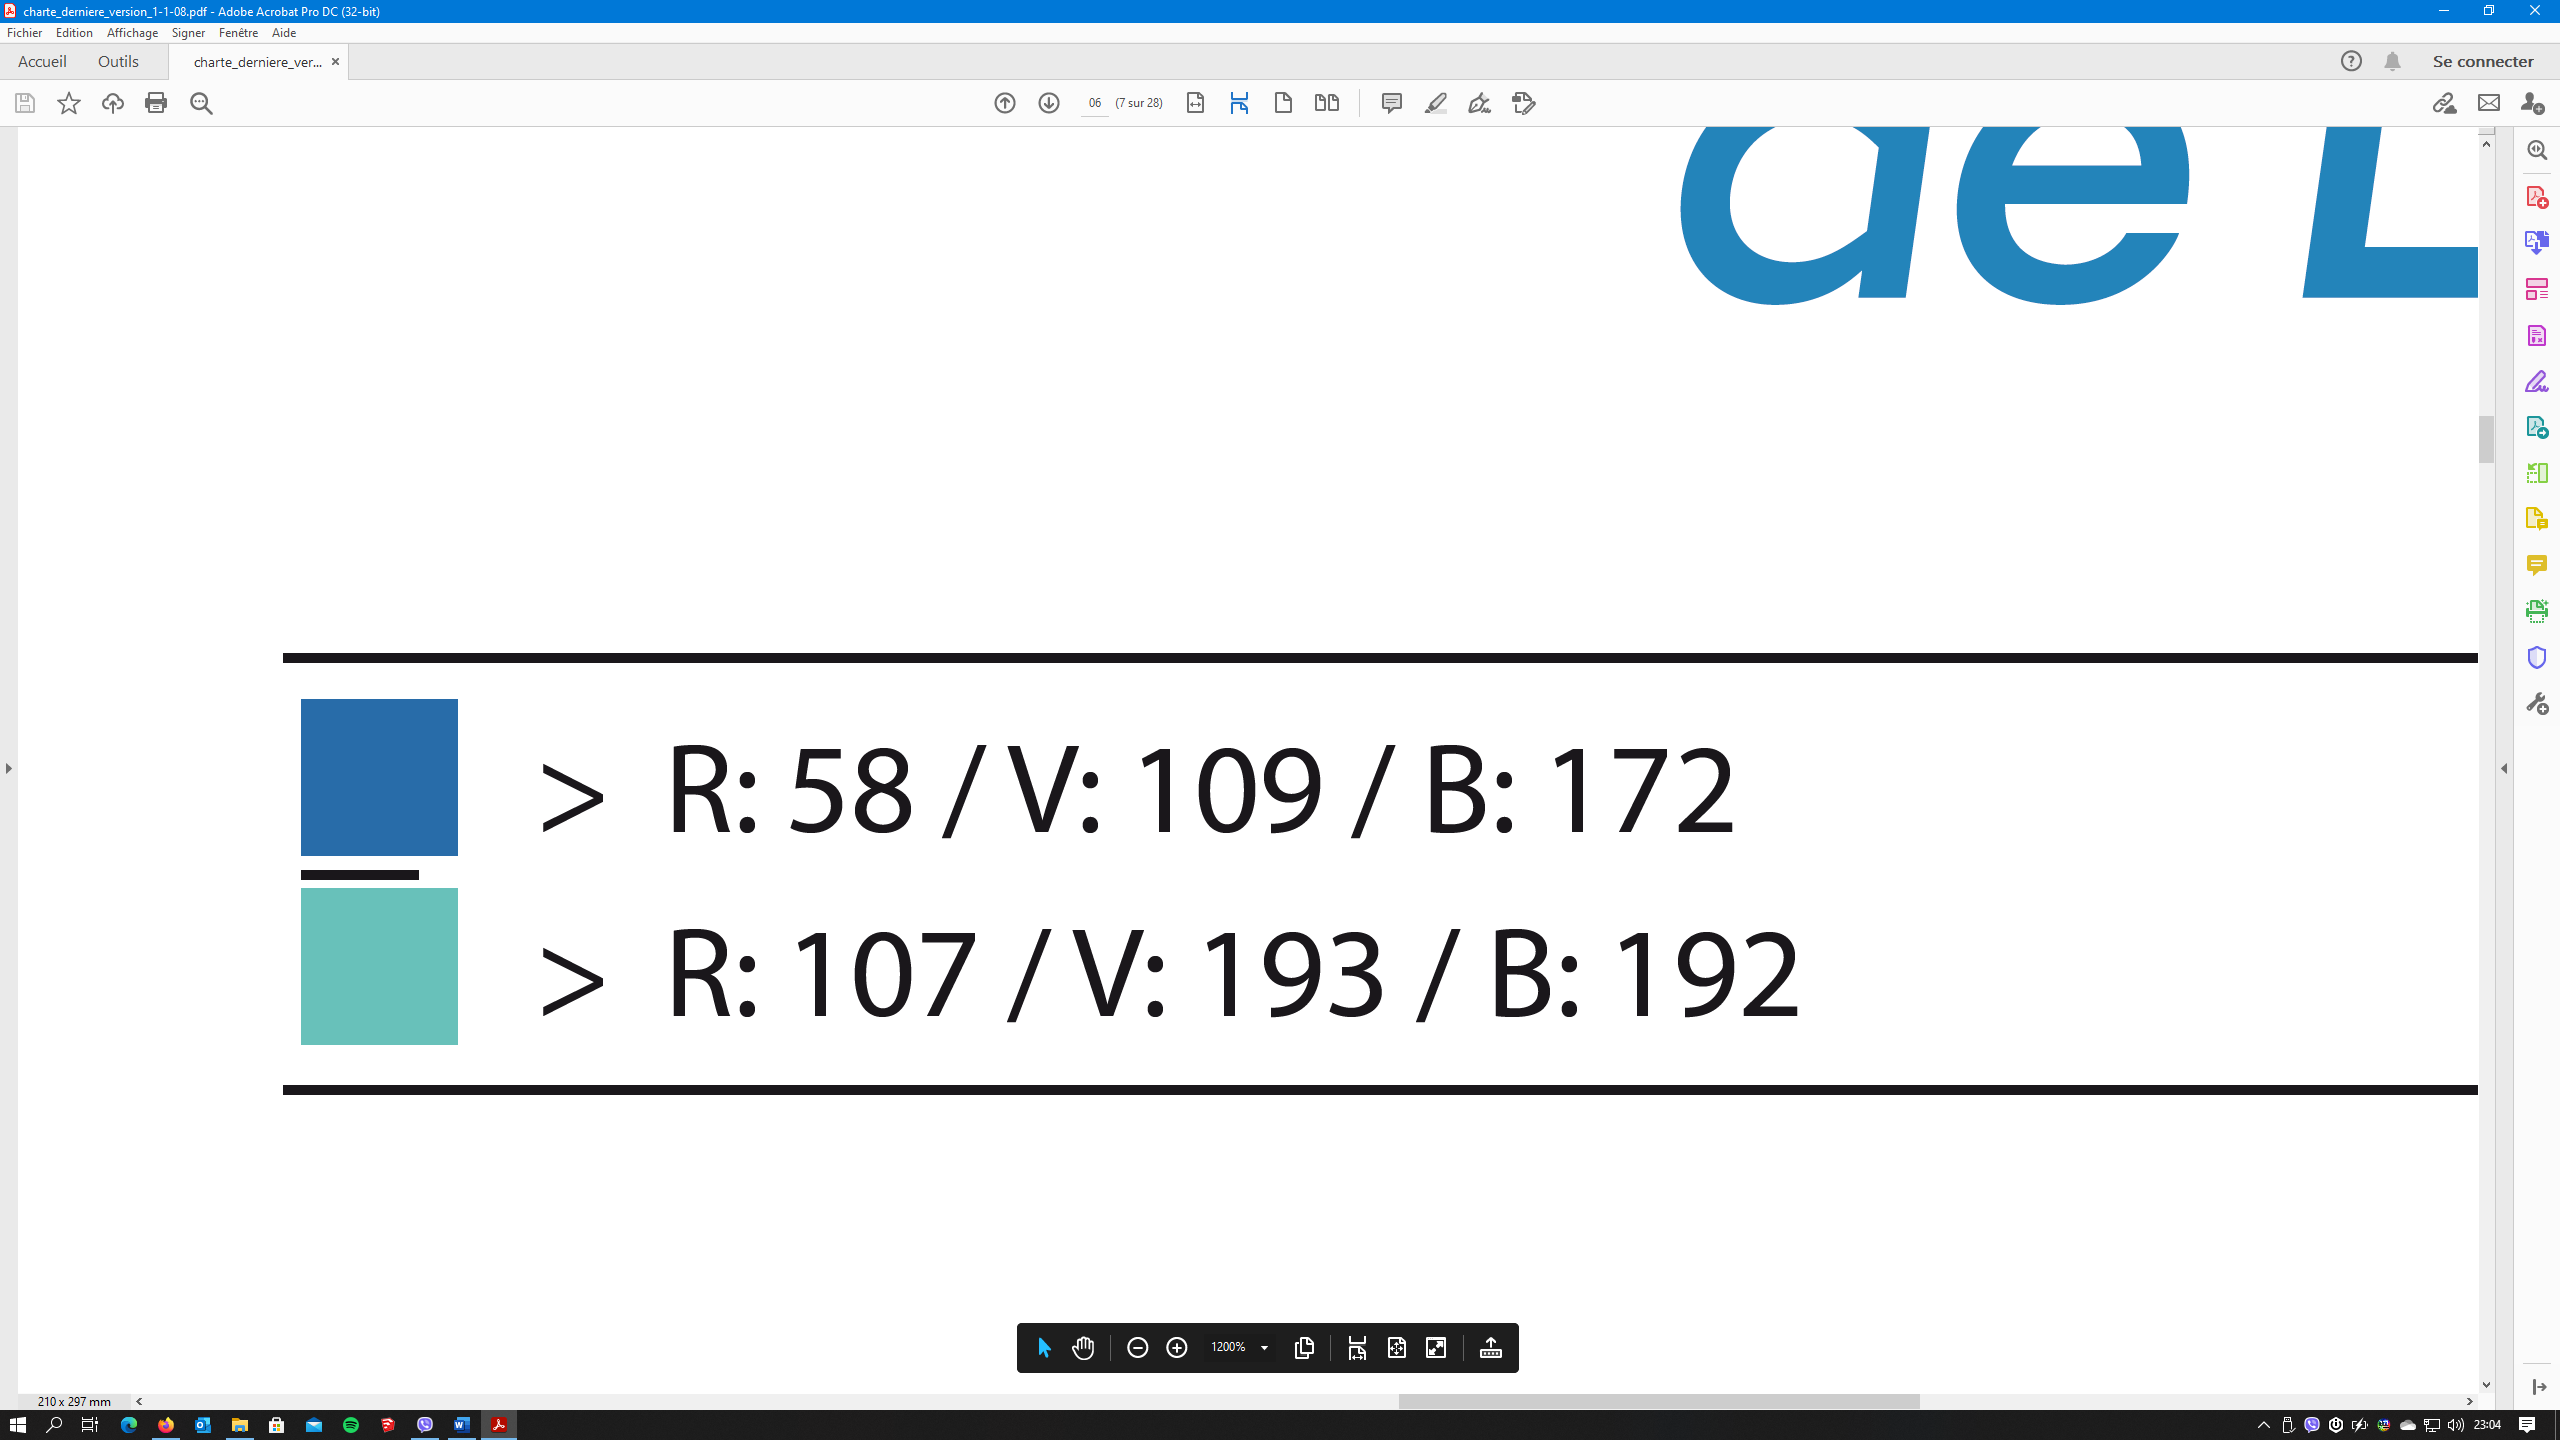 charte_derniere_version_1-1-08.pdf - Adobe Acrobat Pro DC (32-bit)
Fichier Edition Affichage Signer Fenêtre Aide
Accueil Outils charte_derniere_ver... × Se connecter
06 (7 sur 28)
de L
> R: 58 / V: 109 / B: 172
> R: 107 / V: 193 / B: 192
1200%
210 x 297 mm
23:04